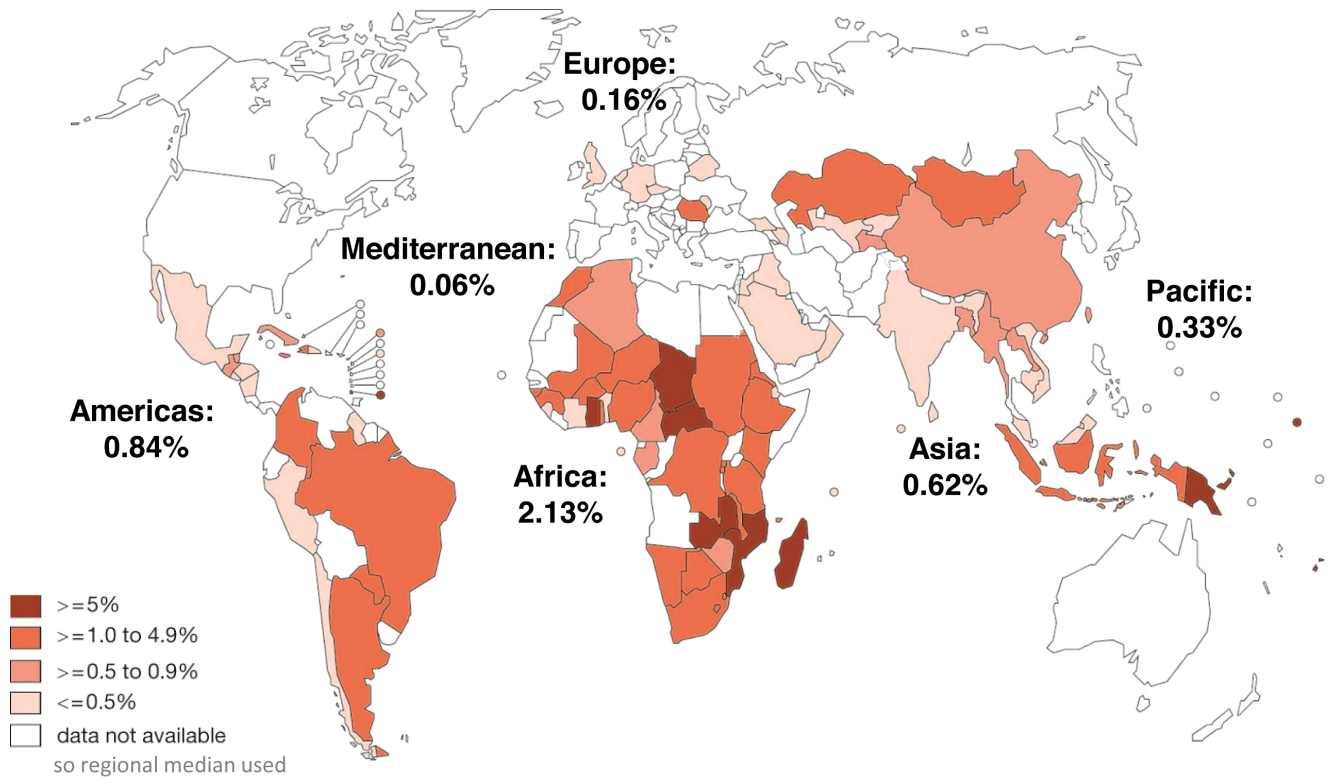 Europe:
0.16%
Mediterranean:
0.06%
Pacific:
0.33%
Americas:
0.84%
Asia:
0.62%
Africa:
2.13%
>=5%
>=1.0 to 4.9%
>=0.5 to 0.9%
<=0.5%
data not available
so regional median used